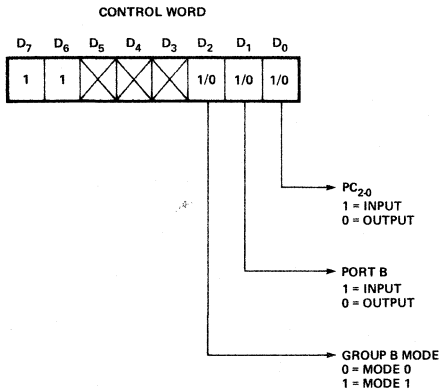 CONTROL WORD
D7 D6 D5 D4 D3 D2 D1 D0
1 1 1/0 1/0 1/0
PC2-0
1 = INPUT
0 = OUTPUT
PORT B
1 = INPUT
0 = OUTPUT
GROUP B MODE
0 = MODE 0
1 = MODE 1